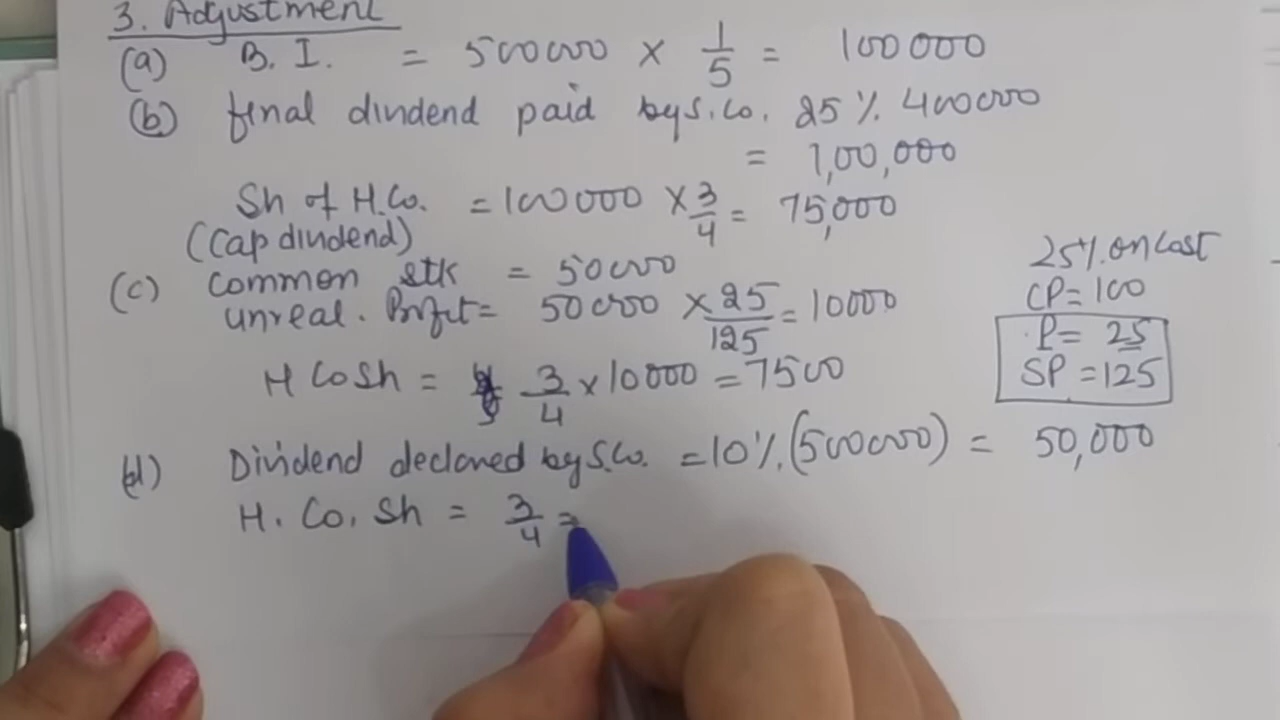 3. Adjustment
(a) B. I. = 500000 × 1/5 = 100000
(b) final dividend paid by S. Co. 25 % 400000
= 1,00,000
Sh of H. Co. = 100000 × 3/4 = 75,000
(Cap dividend)
(c) Common stk = 50000
unreal. Profit = 50000 × 25/125 = 10000
H Co Sh = 3/4 × 10000 = 7500
25% on Cost
CP = 100
P = 25
SP = 125
(d) Dividend declared by S. Co. = 10% (500000) = 50,000
H. Co. Sh = 3/4 =